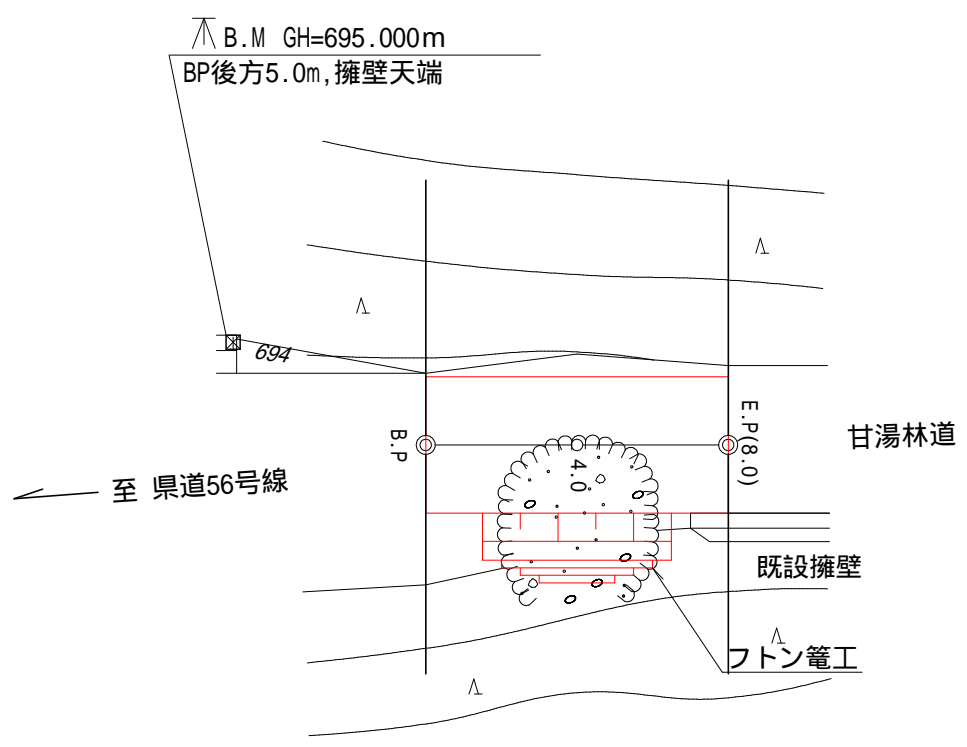 B.M GH=695.000m
BP後方5.0m,擁壁天端
694
B.P
4.0
E.P(8.0)
甘湯林道
至 県道56号線
既設擁壁
フトン篭工